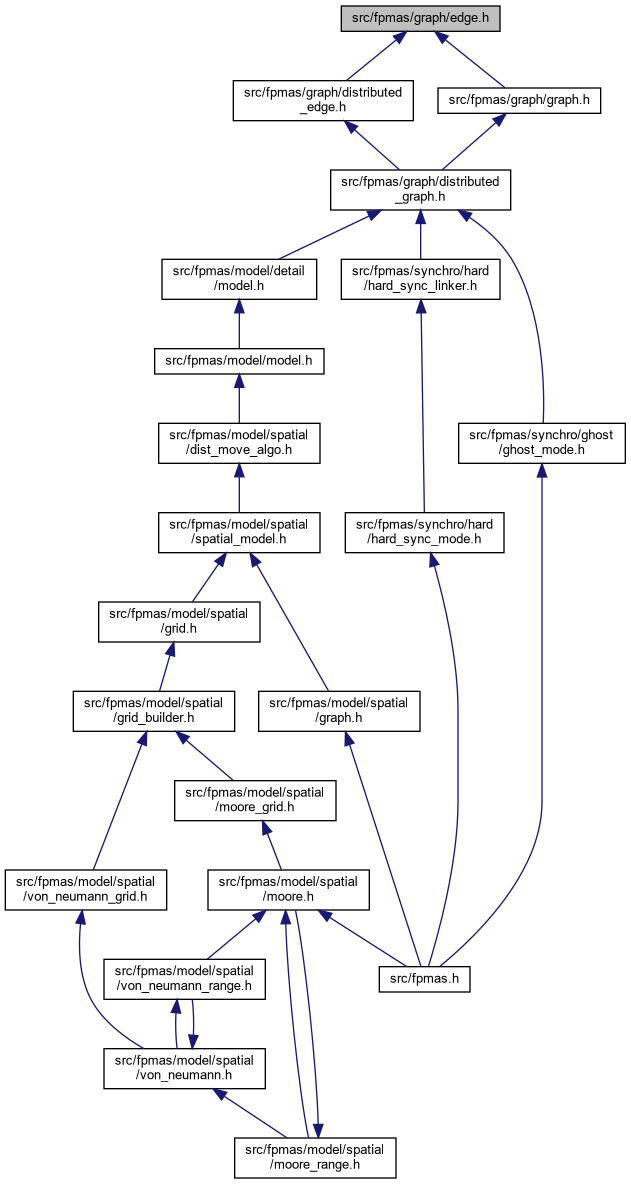 src/fpmas/graph/edge.h
src/fpmas/graph/distributed
_edge.h
src/fpmas/graph/graph.h
src/fpmas/graph/distributed
_graph.h
src/fpmas/model/detail
/model.h
src/fpmas/synchro/hard
/hard_sync_linker.h
src/fpmas/model/model.h
src/fpmas/model/spatial
/dist_move_algo.h
src/fpmas/synchro/ghost
/ghost_mode.h
src/fpmas/model/spatial
/spatial_model.h
src/fpmas/synchro/hard
/hard_sync_mode.h
src/fpmas/model/spatial
/grid.h
src/fpmas/model/spatial
/grid_builder.h
src/fpmas/model/spatial
/graph.h
src/fpmas/model/spatial
/moore_grid.h
src/fpmas/model/spatial
/von_neumann_grid.h
src/fpmas/model/spatial
/moore.h
src/fpmas/model/spatial
/von_neumann_range.h
src/fpmas.h
src/fpmas/model/spatial
/von_neumann.h
src/fpmas/model/spatial
/moore_range.h